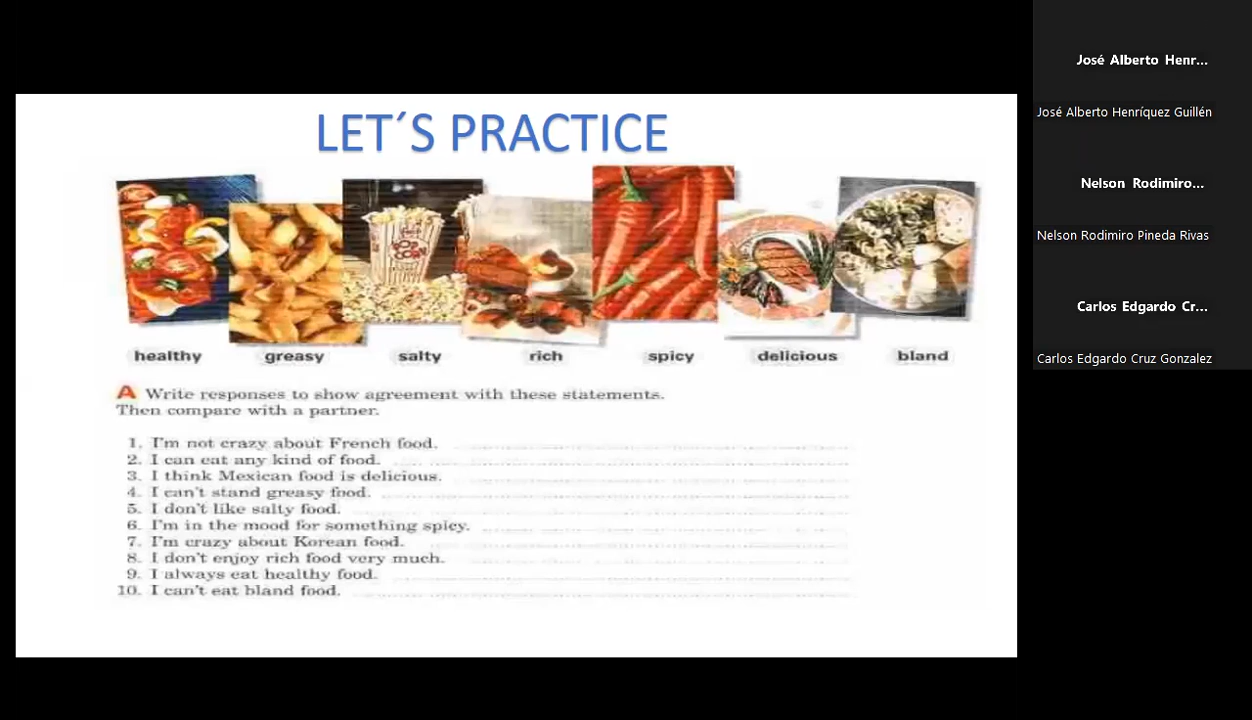 LET´S PRACTICE
POP CORN
healthy greasy salty rich spicy delicious bland
A Write responses to show agreement with these statements.
Then compare with a partner.
1. I'm not crazy about French food.
2. I can eat any kind of food.
3. I think Mexican food is delicious.
4. I can't stand greasy food.
5. I don't like salty food.
6. I'm in the mood for something spicy.
7. I'm crazy about Korean food.
8. I don't enjoy rich food very much.
9. I always eat healthy food.
10. I can't eat bland food.
José Alberto Henr...
José Alberto Henríquez Guillén
Nelson Rodimiro...
Nelson Rodimiro Pineda Rivas
Carlos Edgardo Cr...
Carlos Edgardo Cruz Gonzalez